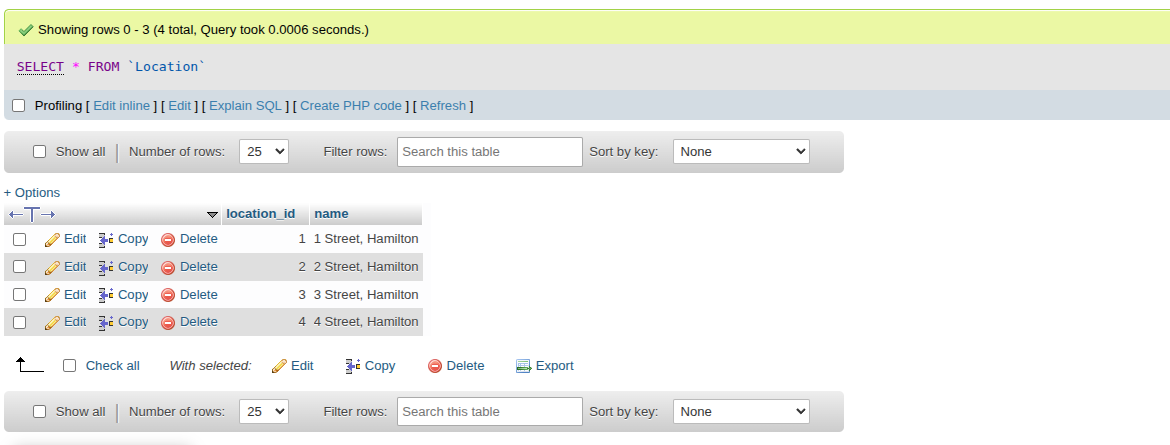 Showing rows 0 - 3 (4 total, Query took 0.0006 seconds.)
SELECT * FROM `Location`
Profiling [ Edit inline ] [ Edit ] [ Explain SQL ] [ Create PHP code ] [ Refresh ]
Show all | Number of rows: 25 Filter rows: Search this table Sort by key: None
+ Options
←T→ location_id name
Edit Copy Delete 1 1 Street, Hamilton
Edit Copy Delete 2 2 Street, Hamilton
Edit Copy Delete 3 3 Street, Hamilton
Edit Copy Delete 4 4 Street, Hamilton
Check all With selected: Edit Copy Delete Export
Show all | Number of rows: 25 Filter rows: Search this table Sort by key: None